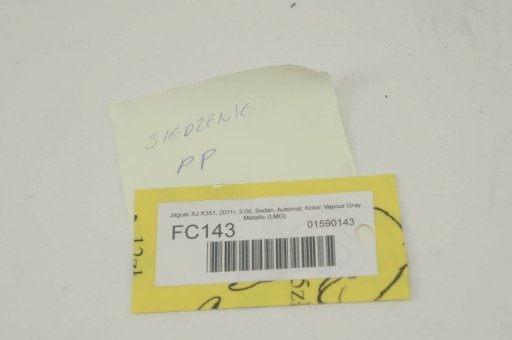 SIEDZENIE
PP
Jaguar XJ X351, 2011r, 3.0d, Sedan, Automat, Kolor: Vapour Gray
Metallic (LMO)
FC143
01590143